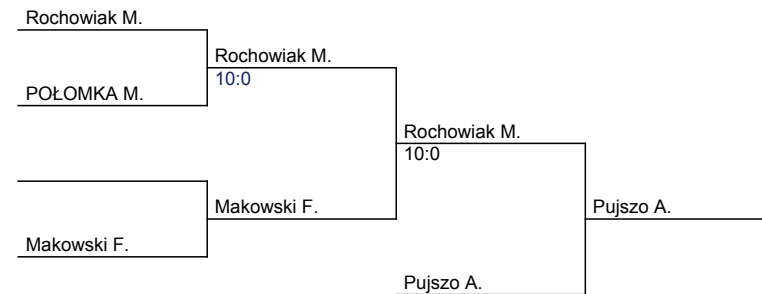 Rochowiak M.
Rochowiak M.
10:0
POŁOMKA M.
Rochowiak M.
10:0
Makowski F.
Pujszo A.
Makowski F.
Pujszo A.